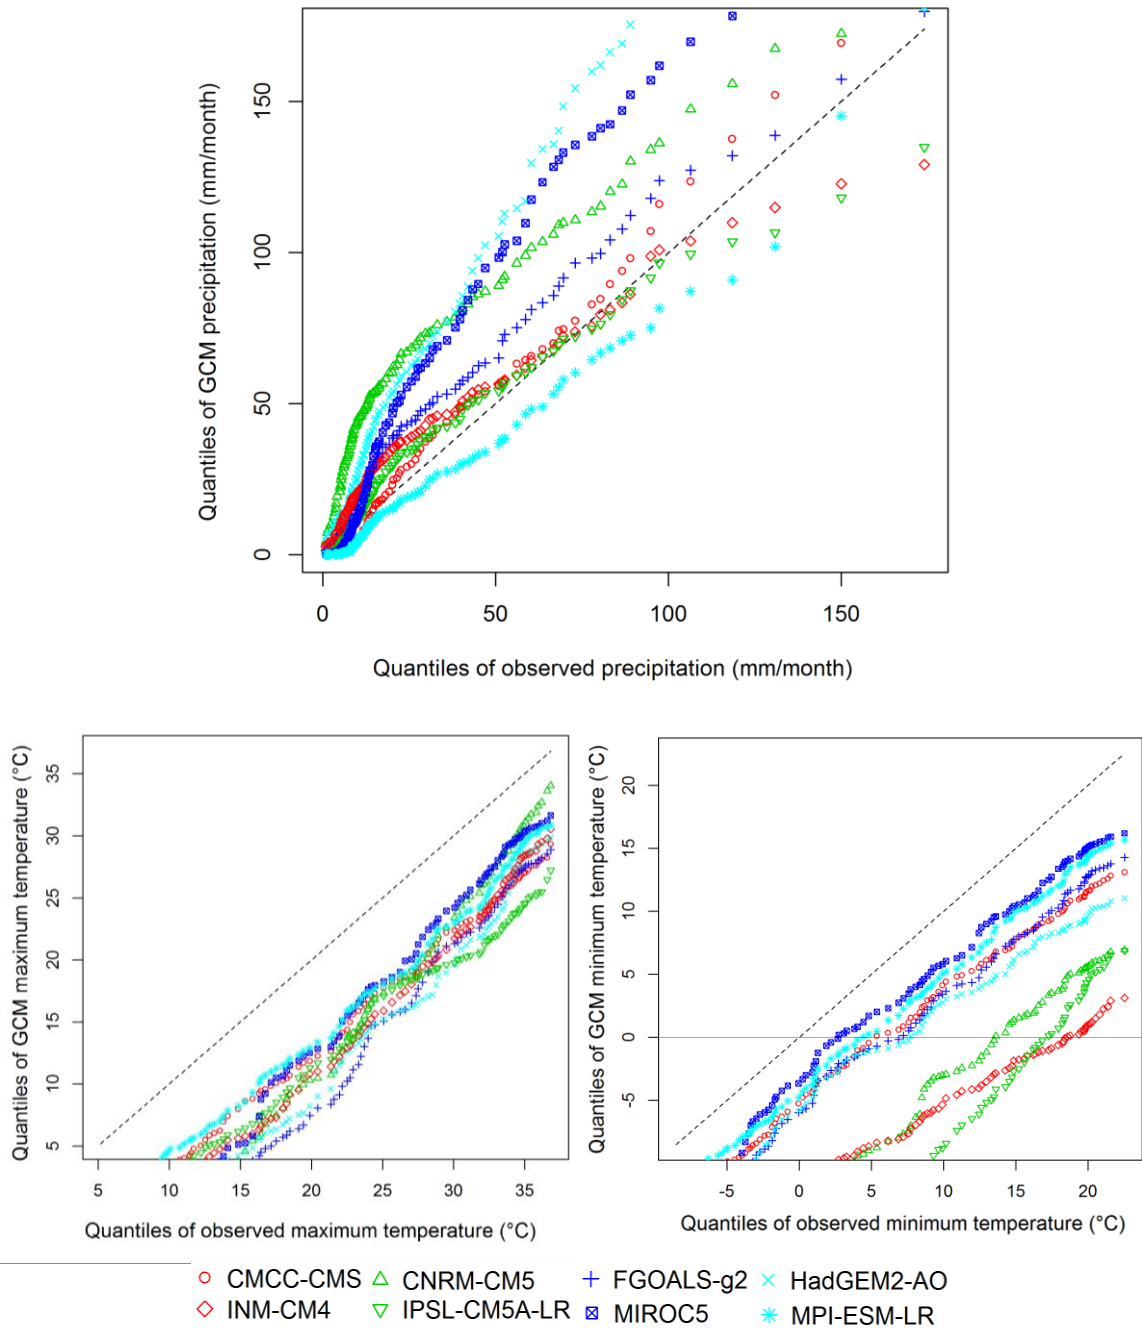 Quantiles of GCM precipitation (mm/month)
150
100
50
0
0 50 100 150
Quantiles of observed precipitation (mm/month)
Quantiles of GCM maximum temperature (°C)
35
30
25
20
15
10
5
5 10 15 20 25 30 35
Quantiles of observed maximum temperature (°C)
Quantiles of GCM minimum temperature (°C)
20
15
10
5
0
-5
-5 0 5 10 15 20
Quantiles of observed minimum temperature (°C)
CMCC-CMS CNRM-CM5 FGOALS-g2 HadGEM2-AO
INM-CM4 IPSL-CM5A-LR MIROC5 MPI-ESM-LR